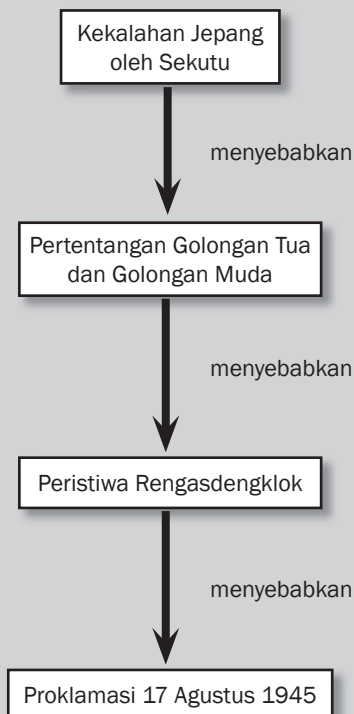 Kekalahan Jepang
oleh Sekutu
menyebabkan
Pertentangan Golongan Tua
dan Golongan Muda
menyebabkan
Peristiwa Rengasdengklok
menyebabkan
Proklamasi 17 Agustus 1945